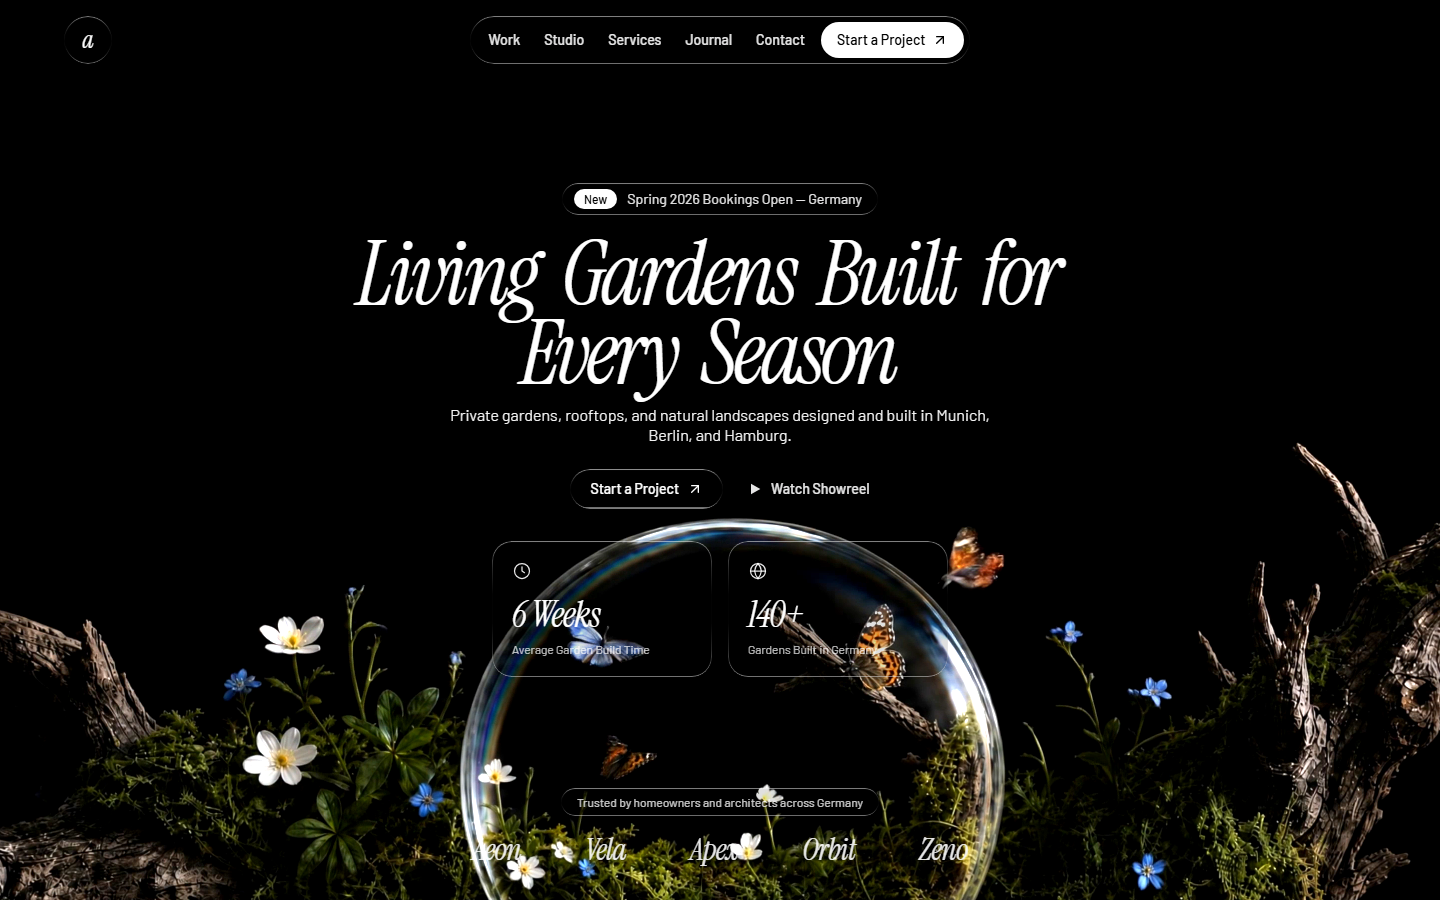 a
Work Studio Services Journal Contact Start a Project
New Spring 2026 Bookings Open — Germany
Living Gardens Built for
Every Season
Private gardens, rooftops, and natural landscapes designed and built in Munich,
Berlin, and Hamburg.
Start a Project Watch Showreel
6 Weeks
Average Garden Build Time
140+
Gardens Built in Germany
Trusted by homeowners and architects across Germany
Aeon Vela Apex Orbit Zeno